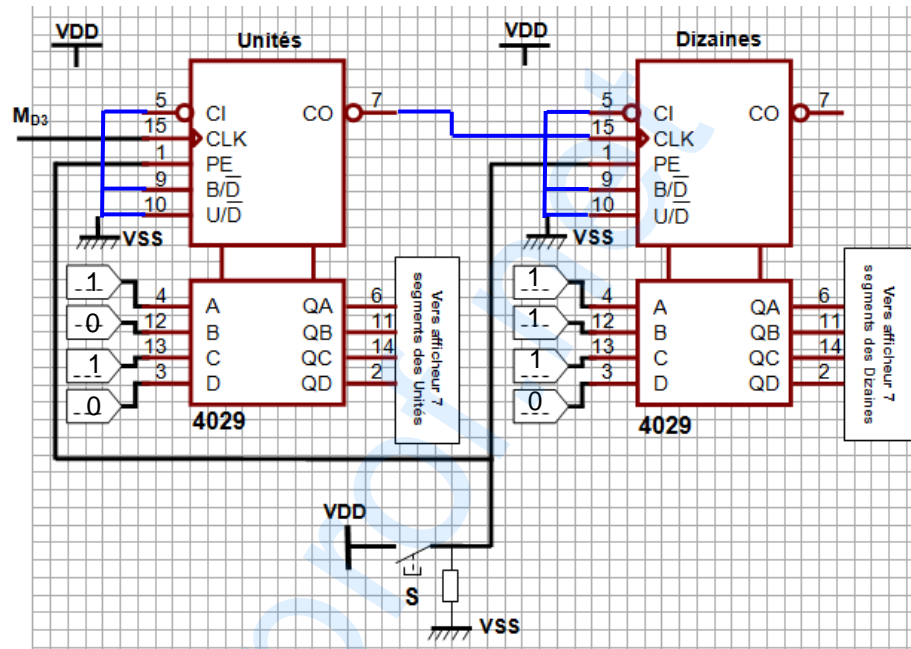 VDD
Unités
VDD
Dizaines
M_D3
5
CI
CO
7
15
CLK
1
PE
9
B/D̅
10
U/D̅
VSS
5
CI
CO
7
15
CLK
1
PE
9
B/D̅
10
U/D̅
VSS
1
0
1
0
4
A
QA
6
12
B
QB
11
13
C
QC
14
3
D
QD
2
4029
Vers afficheur 7
segments des Unités
1
1
1
0
4
A
QA
6
12
B
QB
11
13
C
QC
14
3
D
QD
2
4029
Vers afficheur 7
segments des Dizaines
VDD
S
VSS
prof.net